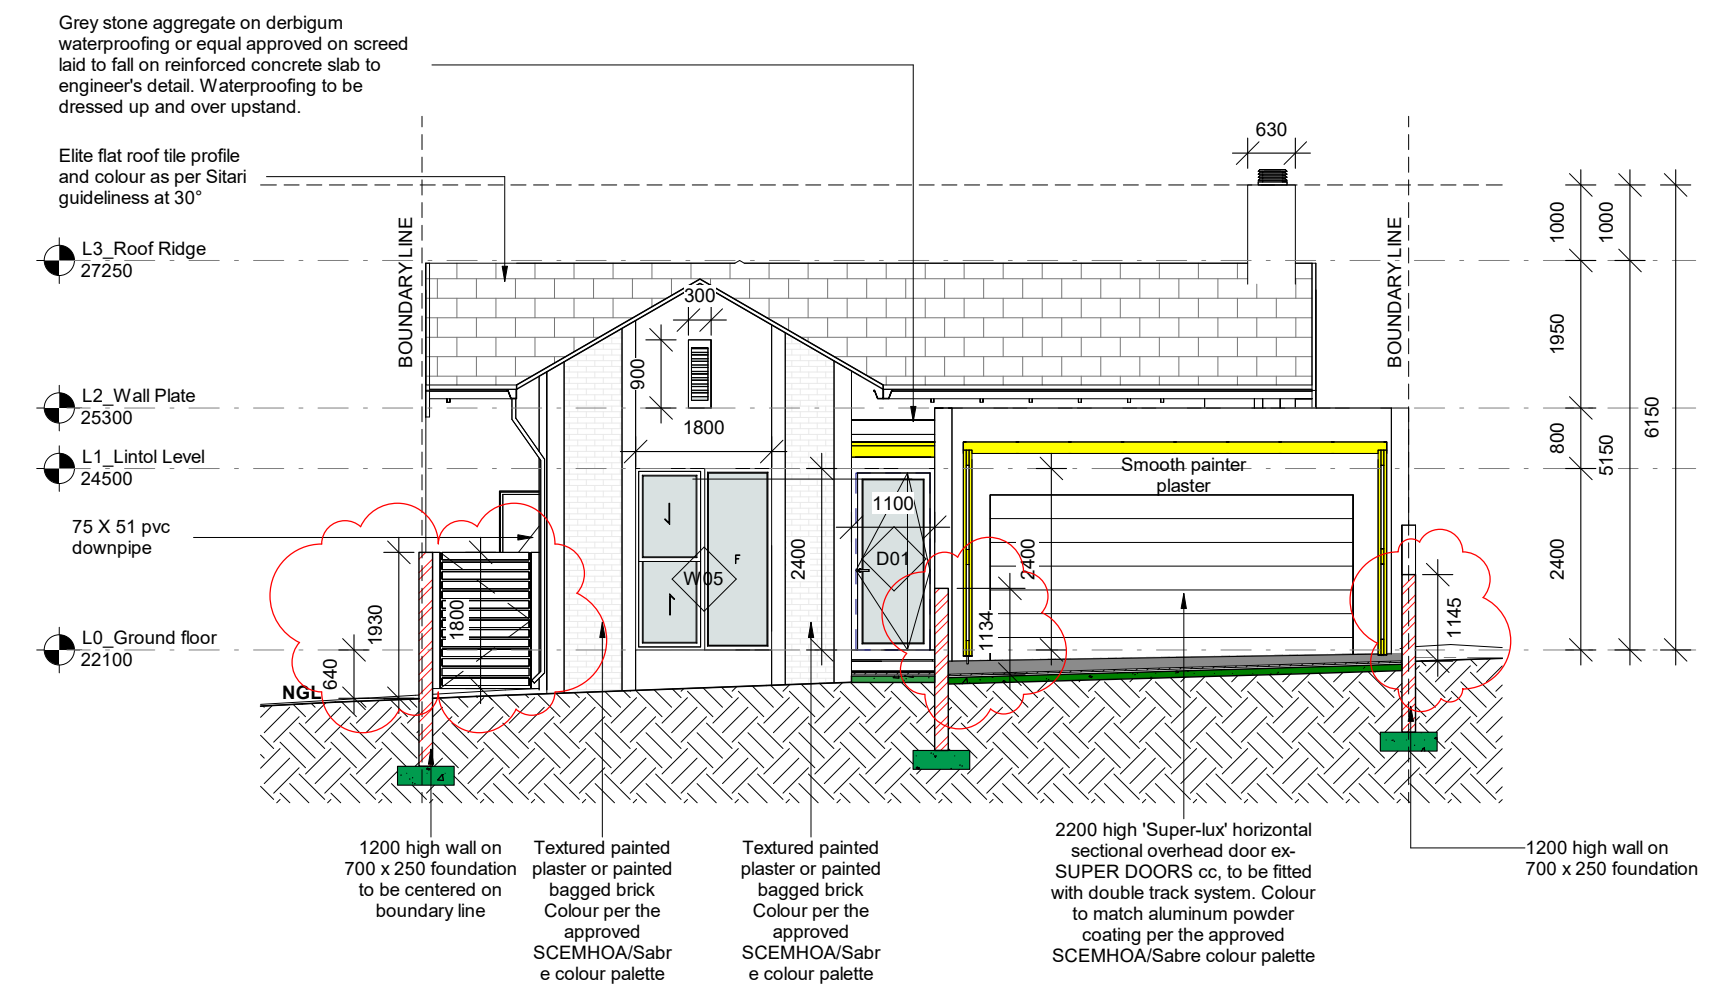 Grey stone aggregate on derbigum
waterproofing or equal approved on screed
laid to fall on reinforced concrete slab to
engineer's detail. Waterproofing to be
dressed up and over upstand.
630
Elite flat roof tile profile
and colour as per Sitari
guideliness at 30°
BOUNDARY LINE
BOUNDARY LINE
1000
1000
L3_Roof Ridge
27250
300
900
1950
L2_Wall Plate
25300
1800
6150
L1_Lintol Level
24500
800
5150
Smooth painter
plaster
1100
75 X 51 pvc
downpipe
2400
2400
2400
D01
F
W05
1930
1800
1134
1145
L0_Ground floor
22100
640
NGL
1200 high wall on
700 x 250 foundation
to be centered on
boundary line
Textured painted
plaster or painted
bagged brick
Colour per the
approved
SCEMHOA/Sabr
e colour palette
Textured painted
plaster or painted
bagged brick
Colour per the
approved
SCEMHOA/Sabr
e colour palette
2200 high 'Super-lux' horizontal
sectional overhead door ex-
SUPER DOORS cc, to be fitted
with double track system. Colour
to match aluminum powder
coating per the approved
SCEMHOA/Sabre colour palette
1200 high wall on
700 x 250 foundation